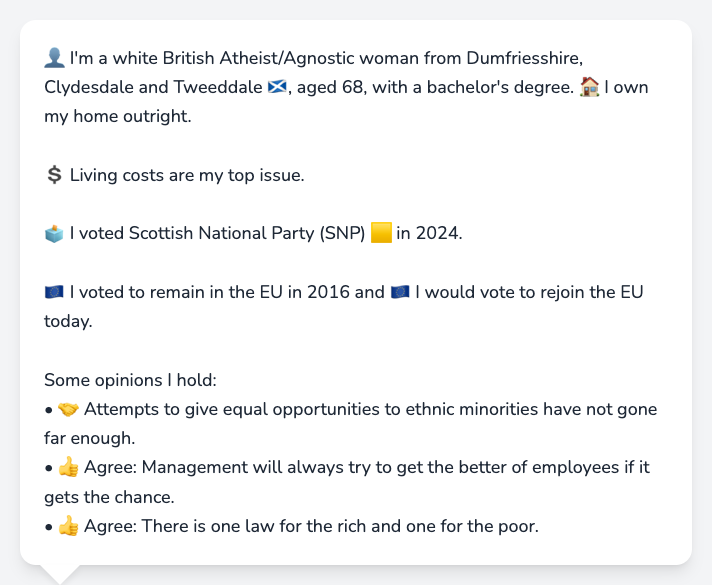 👤 I'm a white British Atheist/Agnostic woman from Dumfriesshire,
Clydesdale and Tweeddale 🏴󠁧󠁢󠁳󠁣󠁴󠁿, aged 68, with a bachelor's degree. 🏠 I own
my home outright.
💲 Living costs are my top issue.
🗳️ I voted Scottish National Party (SNP) 🟨 in 2024.
🇪🇺 I voted to remain in the EU in 2016 and 🇪🇺 I would vote to rejoin the EU
today.
Some opinions I hold:
• 🤝 Attempts to give equal opportunities to ethnic minorities have not gone
far enough.
• 👍 Agree: Management will always try to get the better of employees if it
gets the chance.
• 👍 Agree: There is one law for the rich and one for the poor.